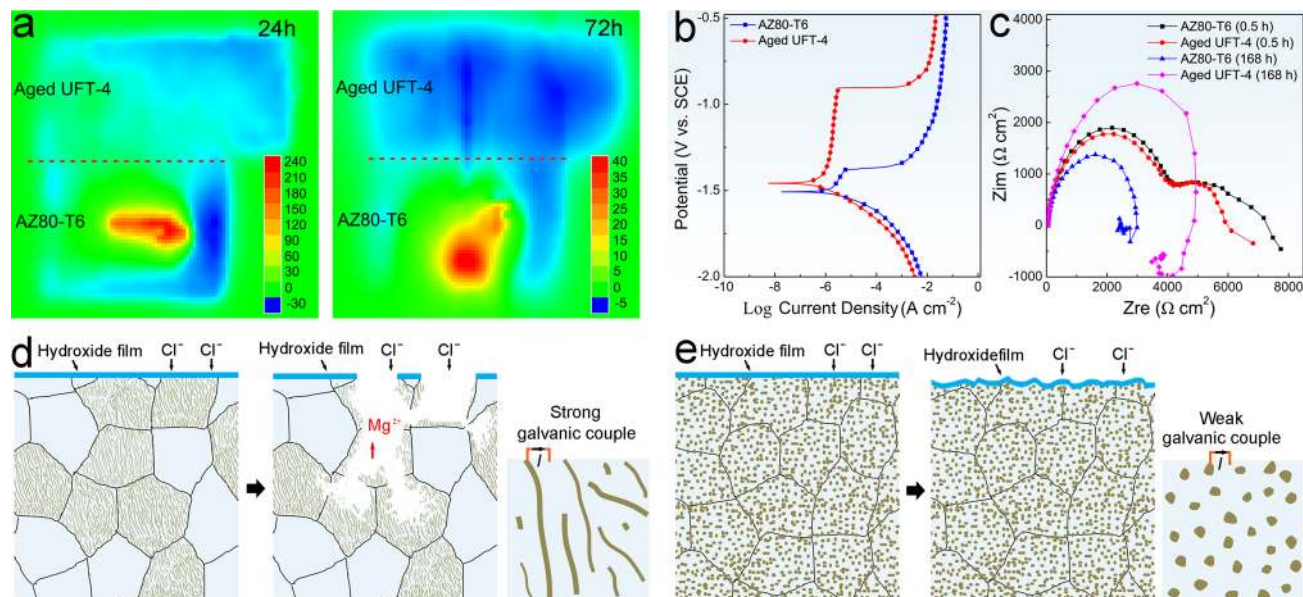 a
24h
Aged UFT-4
AZ80-T6
240
210
180
150
120
90
60
30
0
-30
72h
Aged UFT-4
AZ80-T6
40
35
30
25
20
15
10
5
0
-5
b
AZ80-T6
Aged UFT-4
Potential (V vs. SCE)
-0.5
-1.0
-1.5
-2.0
-10
-8
-6
-4
-2
0
Log Current Density (A cm⁻²)
c
AZ80-T6 (0.5 h)
Aged UFT-4 (0.5 h)
AZ80-T6 (168 h)
Aged UFT-4 (168 h)
Zim (Ω cm²)
4000
3000
2000
1000
0
-1000
0
2000
4000
6000
8000
Zre (Ω cm²)
d
Hydroxide film
Cl⁻
Cl⁻
Hydroxide film
Cl⁻
Cl⁻
Mg²⁺
Strong
galvanic couple
l
e
Hydroxide film
Cl⁻
Cl⁻
Hydroxidefilm
Cl⁻
Cl⁻
Weak
galvanic couple
l